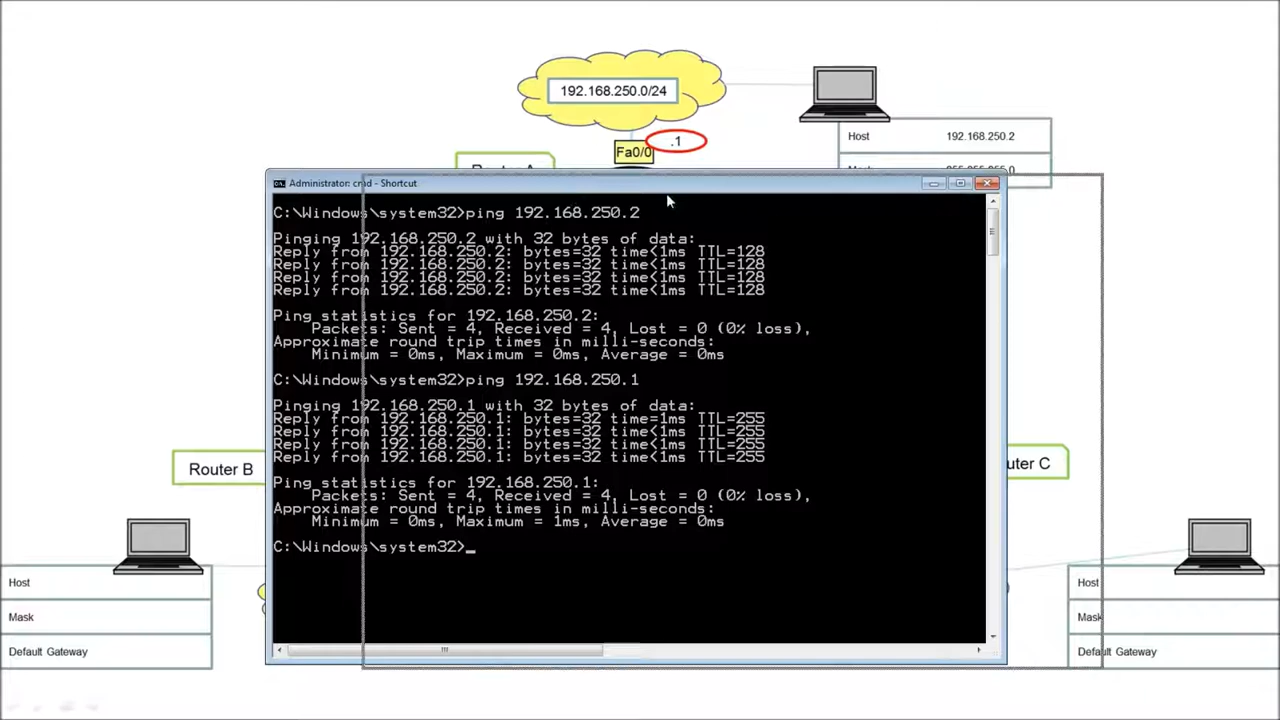 192.168.250.0/24
.1
Host 192.168.250.2
Fa0/0
Administrator: cmd - Shortcut
C:\Windows\system32>ping 192.168.250.2
Pinging 192.168.250.2 with 32 bytes of data:
Reply from 192.168.250.2: bytes=32 time<1ms TTL=128
Reply from 192.168.250.2: bytes=32 time<1ms TTL=128
Reply from 192.168.250.2: bytes=32 time<1ms TTL=128
Reply from 192.168.250.2: bytes=32 time<1ms TTL=128
Ping statistics for 192.168.250.2:
Packets: Sent = 4, Received = 4, Lost = 0 (0% loss),
Approximate round trip times in milli-seconds:
Minimum = 0ms, Maximum = 0ms, Average = 0ms
C:\Windows\system32>ping 192.168.250.1
Pinging 192.168.250.1 with 32 bytes of data:
Reply from 192.168.250.1: bytes=32 time=1ms TTL=255
Reply from 192.168.250.1: bytes=32 time<1ms TTL=255
Reply from 192.168.250.1: bytes=32 time<1ms TTL=255
Reply from 192.168.250.1: bytes=32 time<1ms TTL=255
Ping statistics for 192.168.250.1:
Packets: Sent = 4, Received = 4, Lost = 0 (0% loss),
Approximate round trip times in milli-seconds:
Minimum = 0ms, Maximum = 1ms, Average = 0ms
C:\Windows\system32>_
Router B
uter C
Host
Mask
Default Gateway
Host
Mask
Default Gateway